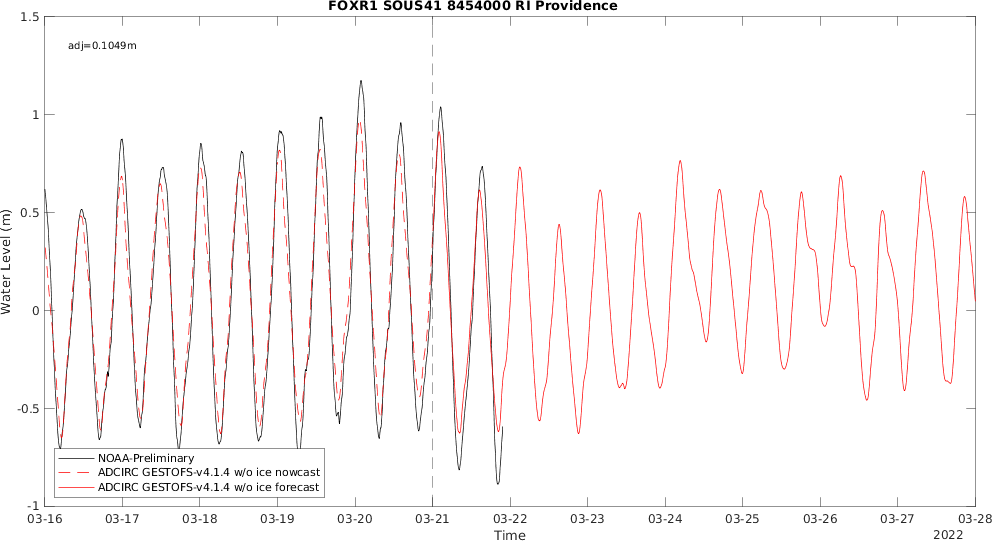 FOXR1 SOUS41 8454000 RI Providence
1.5
adj=0.1049m
1
0.5
Water Level (m)
0
-0.5
NOAA-Preliminary
ADCIRC GESTOFS-v4.1.4 w/o ice nowcast
ADCIRC GESTOFS-v4.1.4 w/o ice forecast
-1
03-16 03-17 03-18 03-19 03-20 03-21 03-22 03-23 03-24 03-25 03-26 03-27 03-28
Time
2022